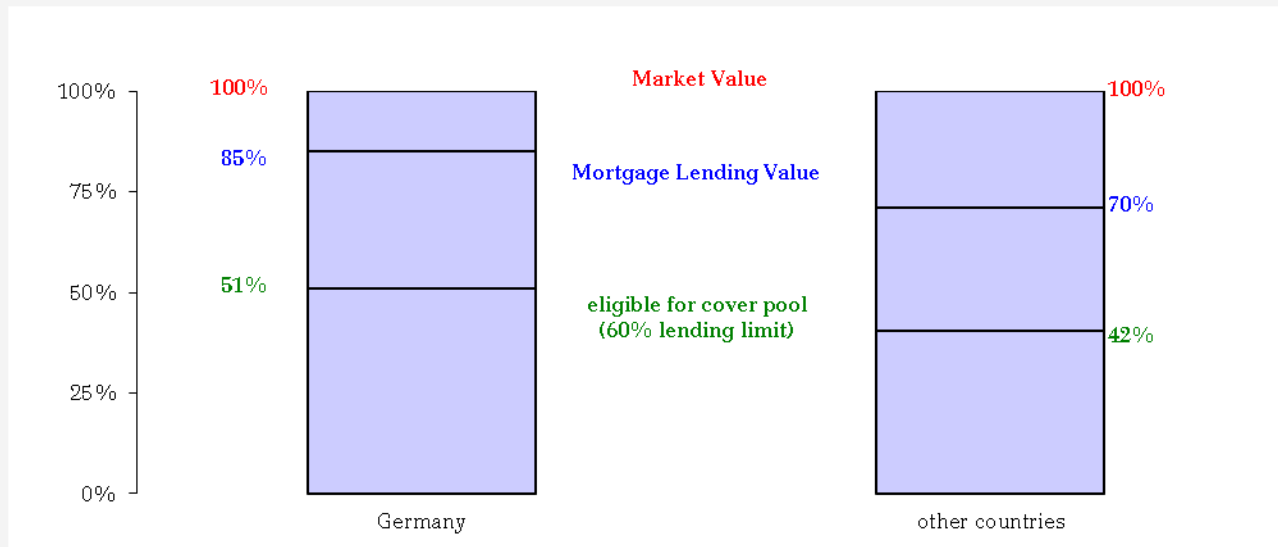 Market Value
100%
100%
100%
85%
Mortgage Lending Value
75%
70%
51%
50%
eligible for cover pool
(60% lending limit)
42%
25%
0%
Germany
other countries